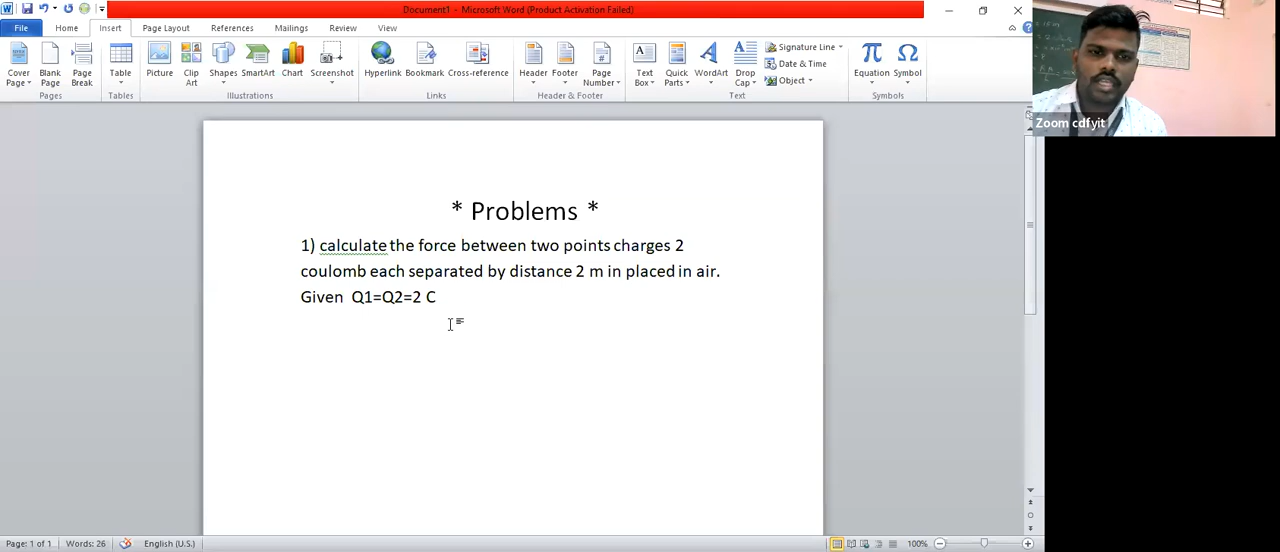 Document1 - Microsoft Word (Product Activation Failed)
File Home Insert Page Layout References Mailings Review View
Cover Page Blank Page Page Break Table Picture Clip Art Shapes SmartArt Chart Screenshot Hyperlink Bookmark Cross-reference Header Footer Page Number Text Box Quick Parts WordArt Drop Cap Signature Line Date & Time Object Equation Symbol
Pages Tables Illustrations Links Header & Footer Text Symbols
Zoom cdfyit
* Problems *
1) calculate the force between two points charges 2
coulomb each separated by distance 2 m in placed in air.
Given Q1=Q2=2 C
Page: 1 of 1 Words: 26 English (U.S.) 100%